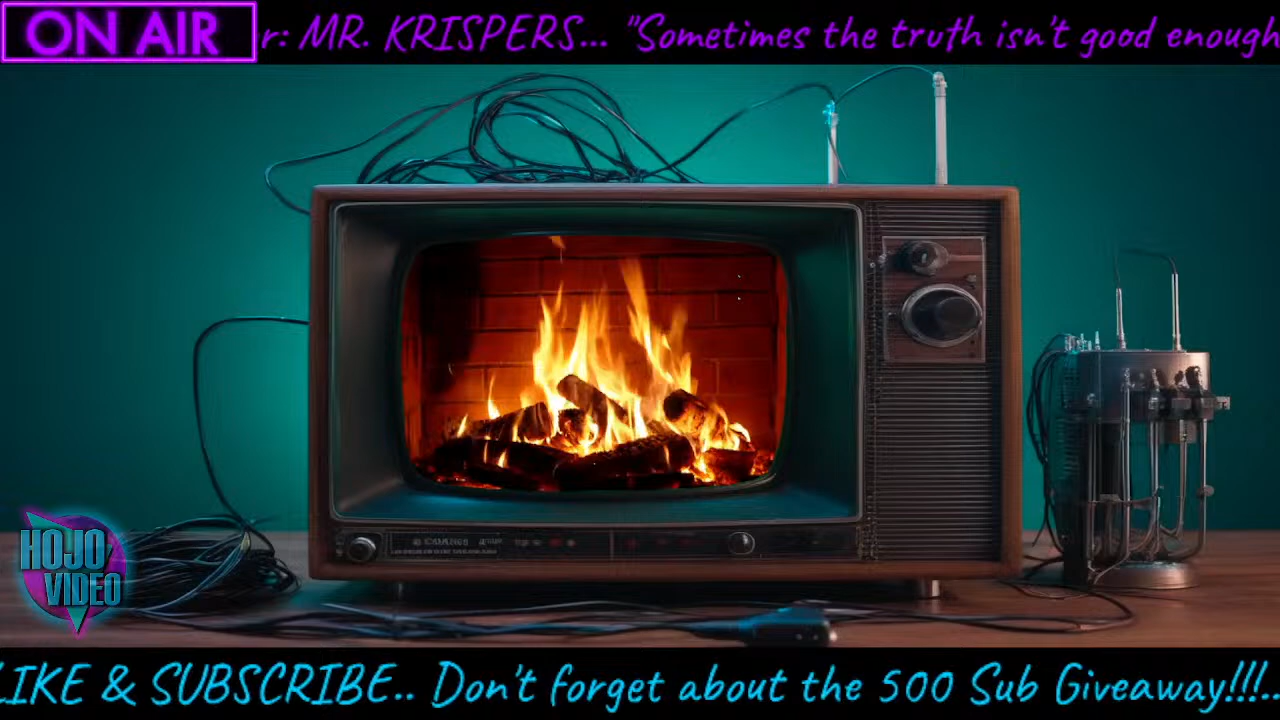 ON AIR
r: MR. KRISPERS... "Sometimes the truth isn't good enough
HOJO
VIDEO
LIKE & SUBSCRIBE.. Don't forget about the 500 Sub Giveaway!!!..